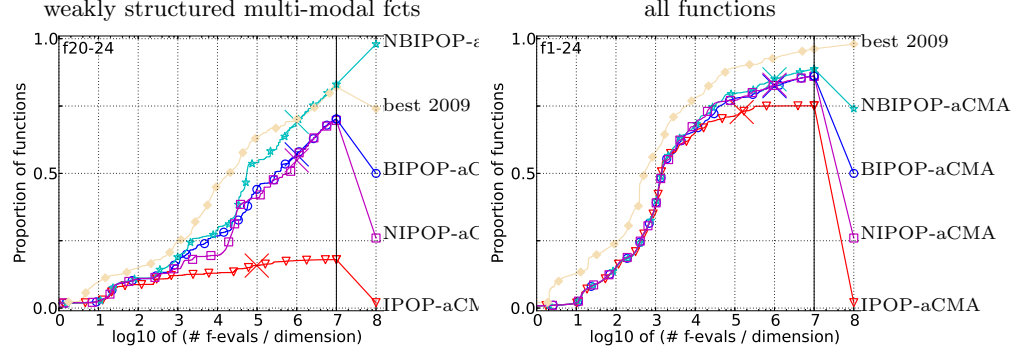 weakly structured multi-modal fcts
1.0
f20-24
NBIPOP-a
best 2009
0.5
BIPOP-aC
NIPOP-aC
0.0
IPOP-aCM
0 1 2 3 4 5 6 7 8
log10 of (# f-evals / dimension)
Proportion of functions
all functions
1.0
f1-24
best 2009
NBIPOP-aCMA
0.5
BIPOP-aCMA
NIPOP-aCMA
0.0
IPOP-aCMA
0 1 2 3 4 5 6 7 8
log10 of (# f-evals / dimension)
Proportion of functions